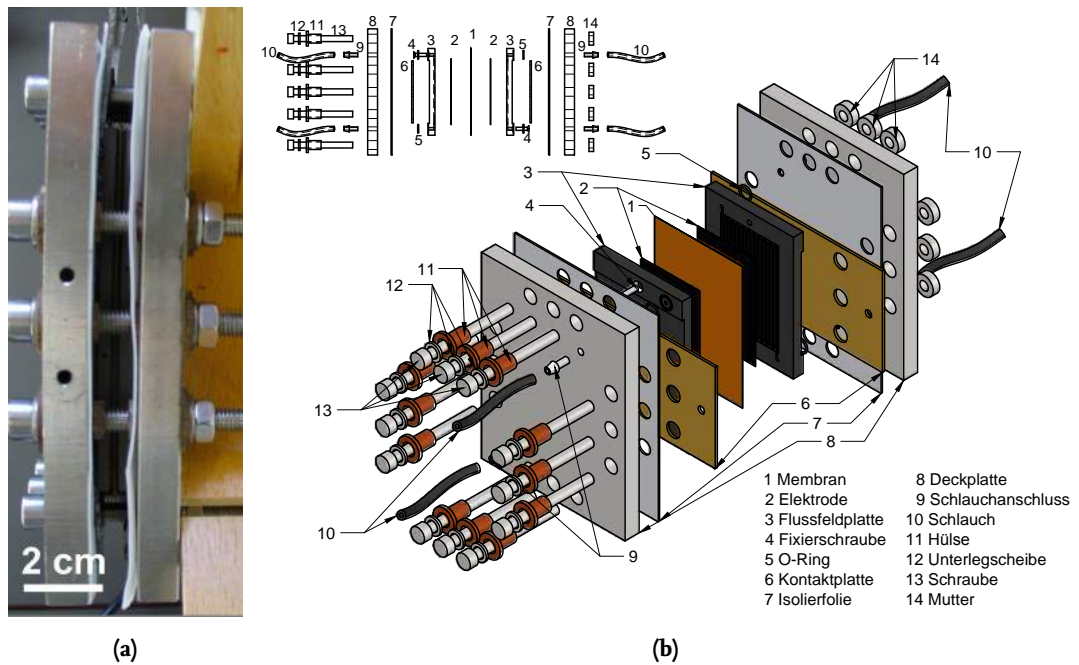 2 cm
(a)
12 11 13 8 7 3 1 3 7 8 14
10 9 4 2 2 5 9 10
6 6
5 4
14
10
5
3
2
4 1
11
12
13
10
9
6
7
8
1 Membran
2 Elektrode
3 Flussfeldplatte
4 Fixierschraube
5 O-Ring
6 Kontaktplatte
7 Isolierfolie
8 Deckplatte
9 Schlauchanschluss
10 Schlauch
11 Hülse
12 Unterlegscheibe
13 Schraube
14 Mutter
(b)